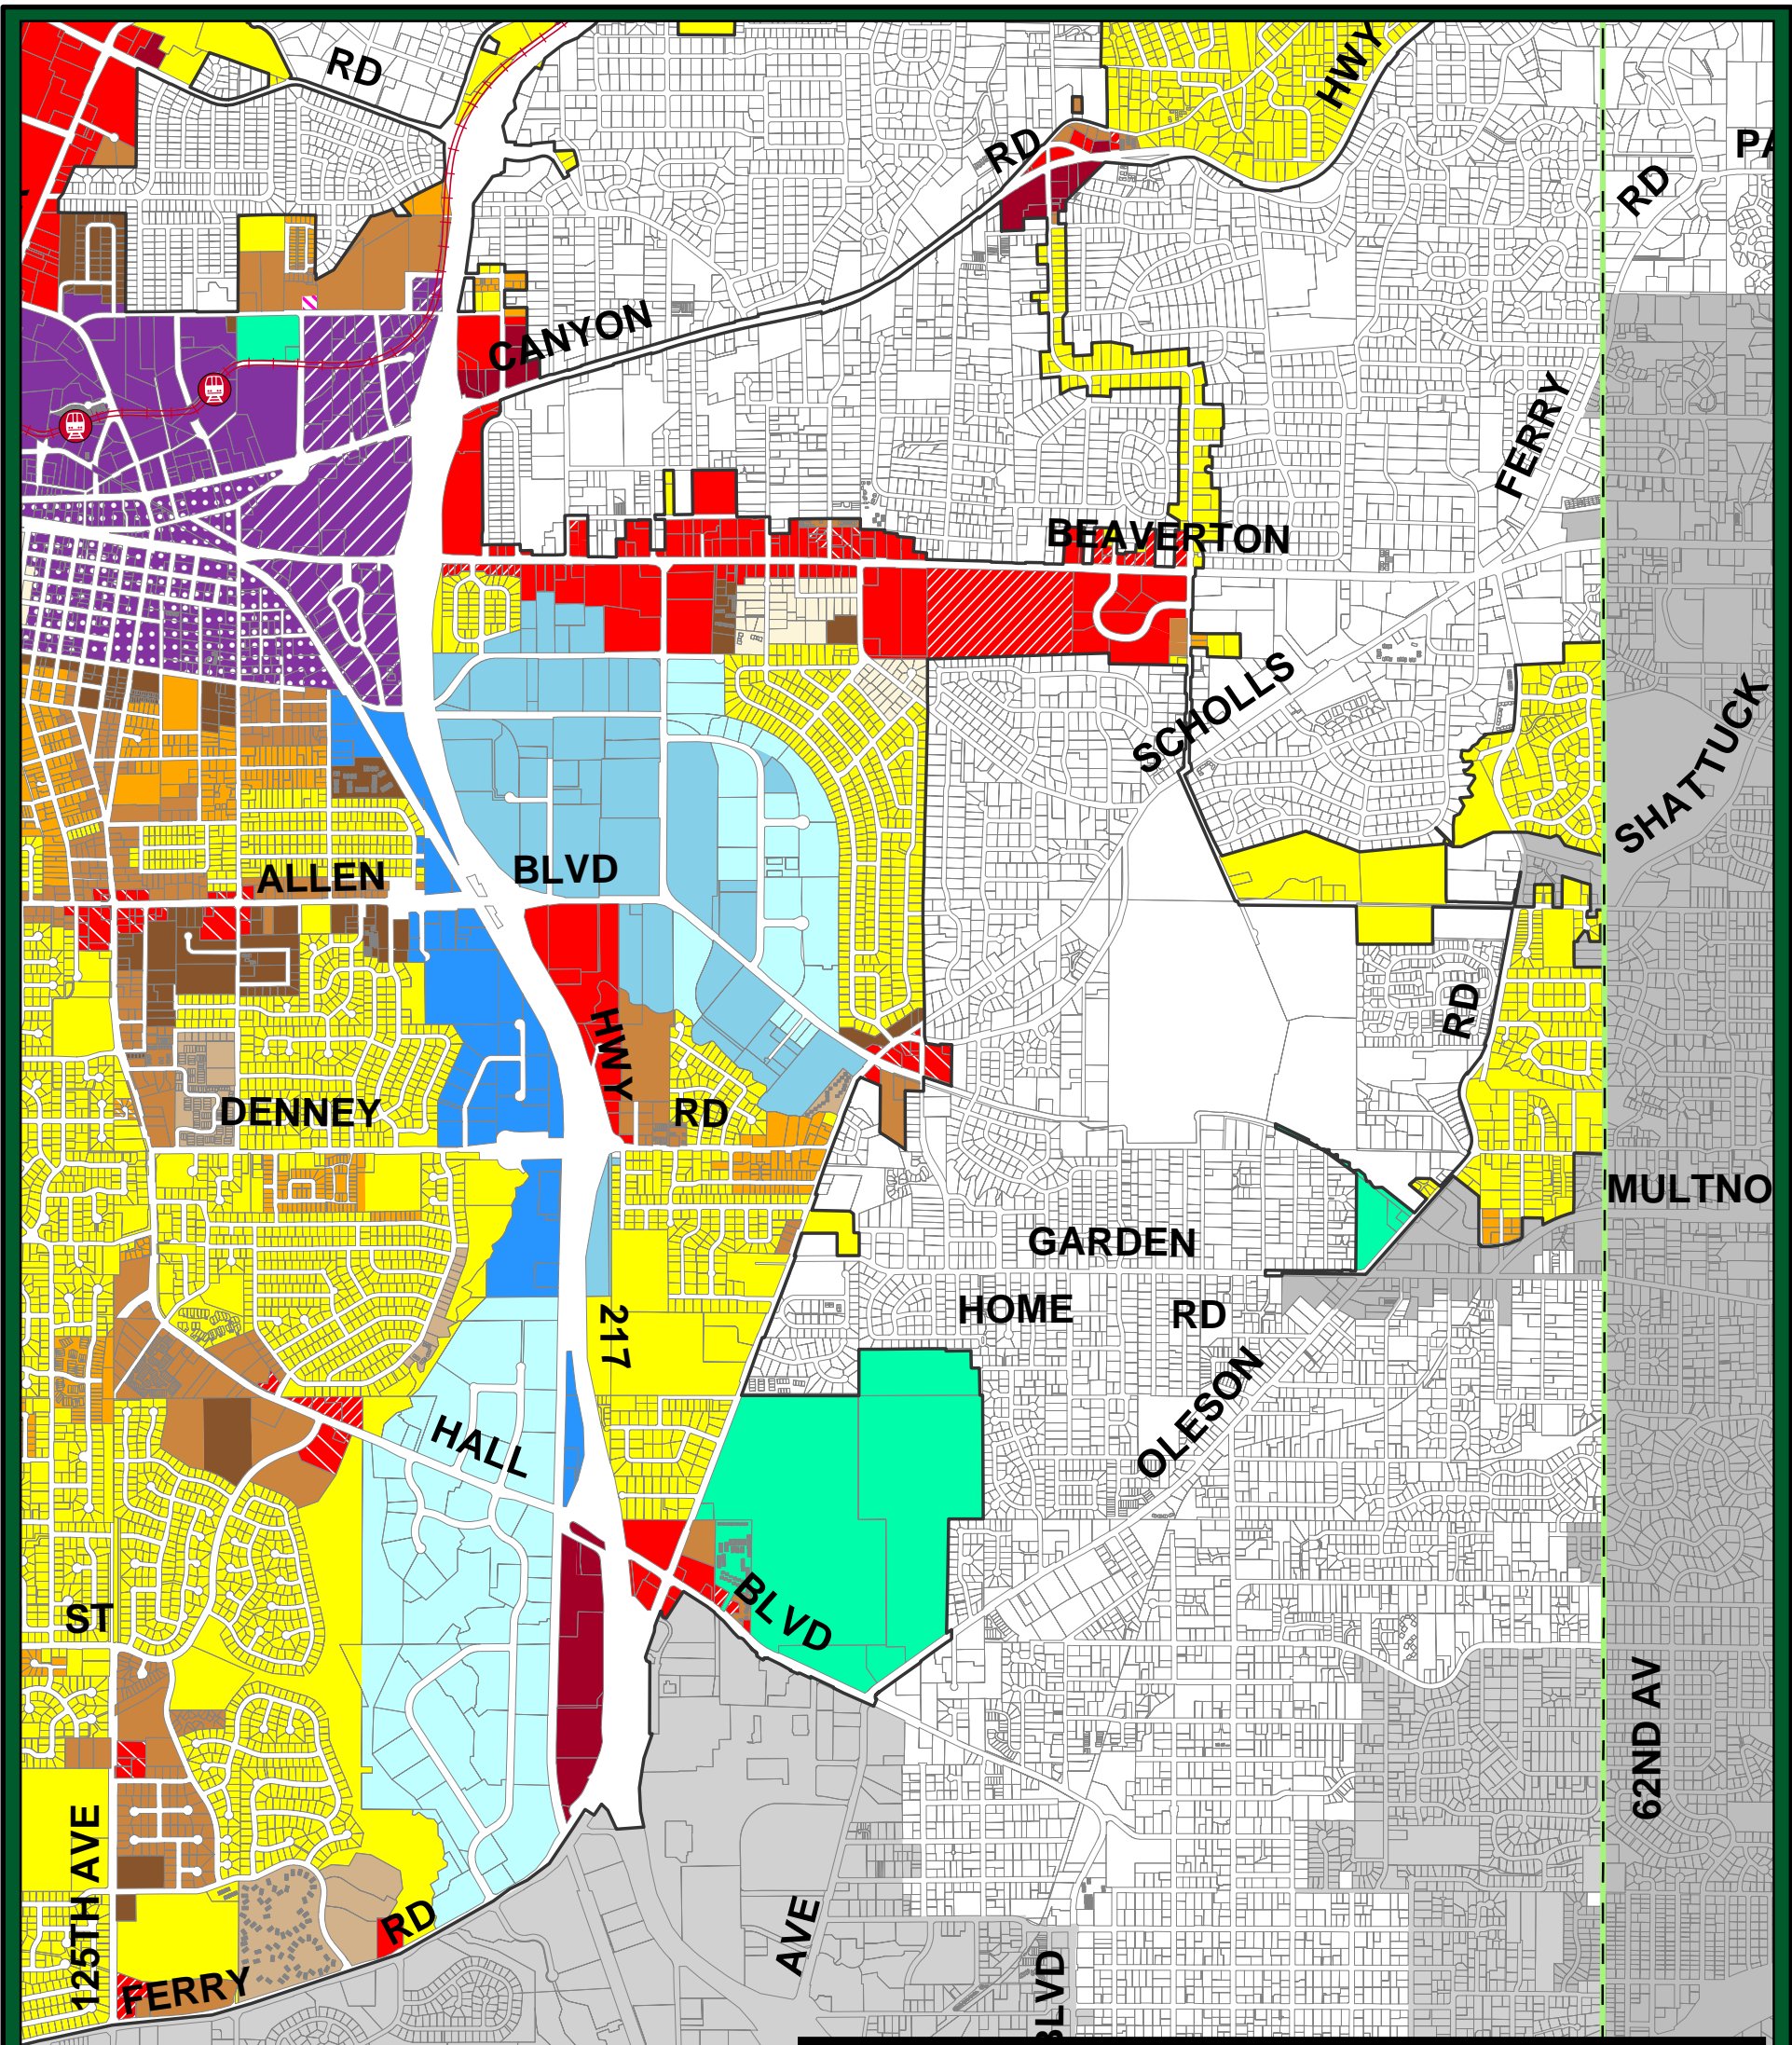 RD
HWY
RD
PA
RD
CANYON
FERRY
BEAVERTON
SCHOLLS
SHATTUCK
ALLEN
BLVD
HWY
RD
DENNEY
RD
MULTNO
GARDEN
HOME
RD
217
OLESON
HALL
BLVD
ST
62ND AV
125TH AVE
RD
AVE
FERRY
BLVD